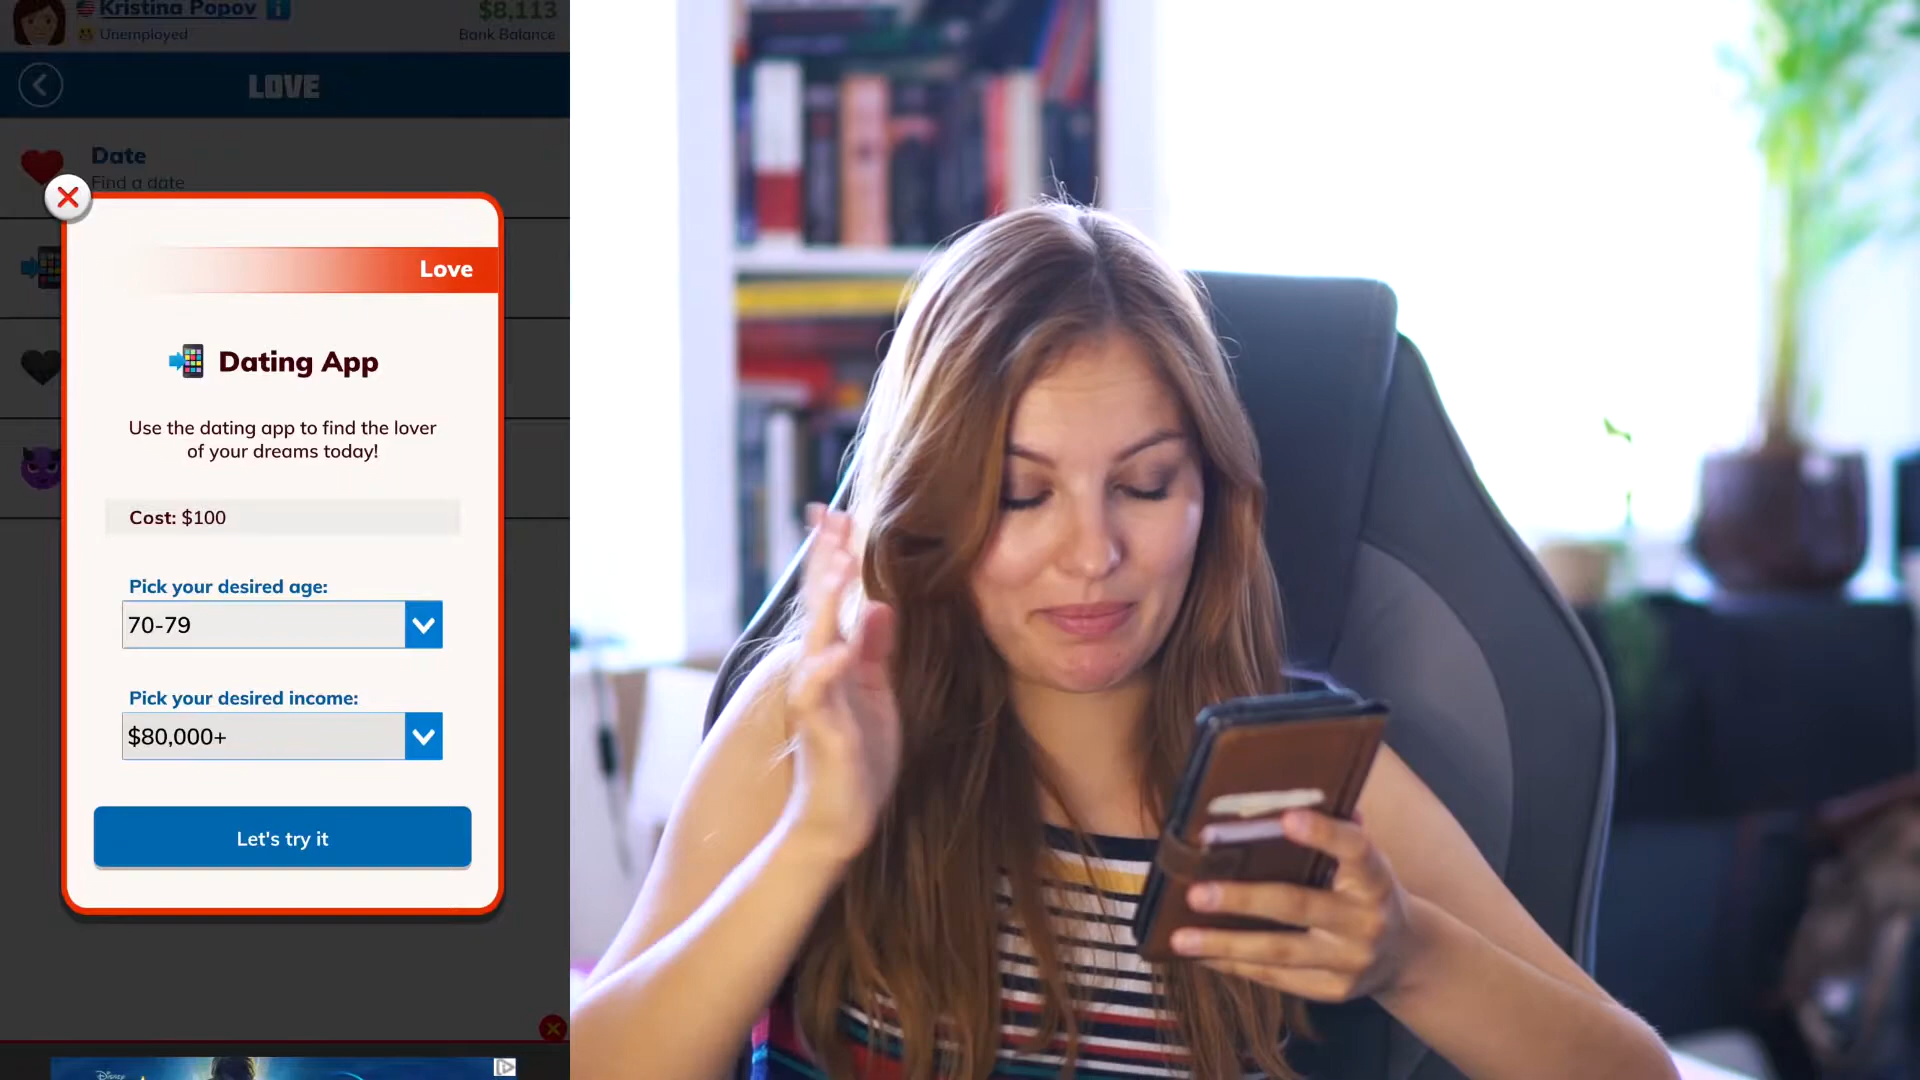 Kristina Popov
$8,113
Unemployed
Bank Balance
LOVE
Date
Find a date
Love
Dating App
Use the dating app to find the lover
of your dreams today!
Cost: $100
Pick your desired age:
70-79
Pick your desired income:
$80,000+
Let's try it
Disney